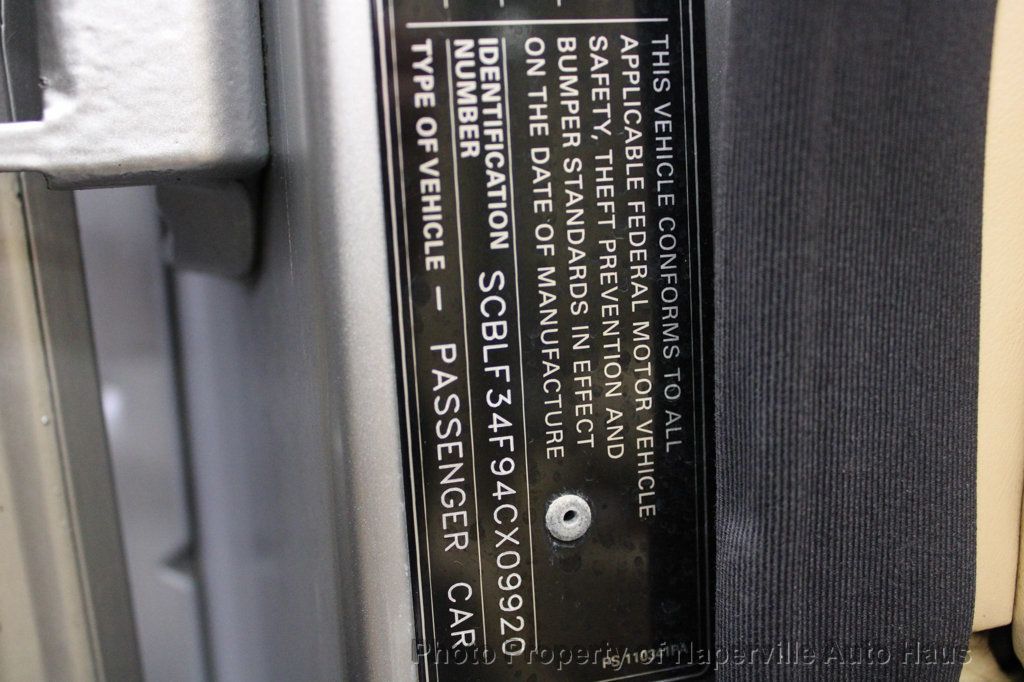 THIS VEHICLE CONFORMS TO ALL
APPLICABLE FEDERAL MOTOR VEHICLE
SAFETY, THEFT PREVENTION AND
BUMPER STANDARDS IN EFFECT
ON THE DATE OF MANUFACTURE
IDENTIFICATION
NUMBER
SCBLF34F94CX09920
TYPE OF VEHICLE – PASSENGER CAR
Photo Property of Naperville Auto Haus